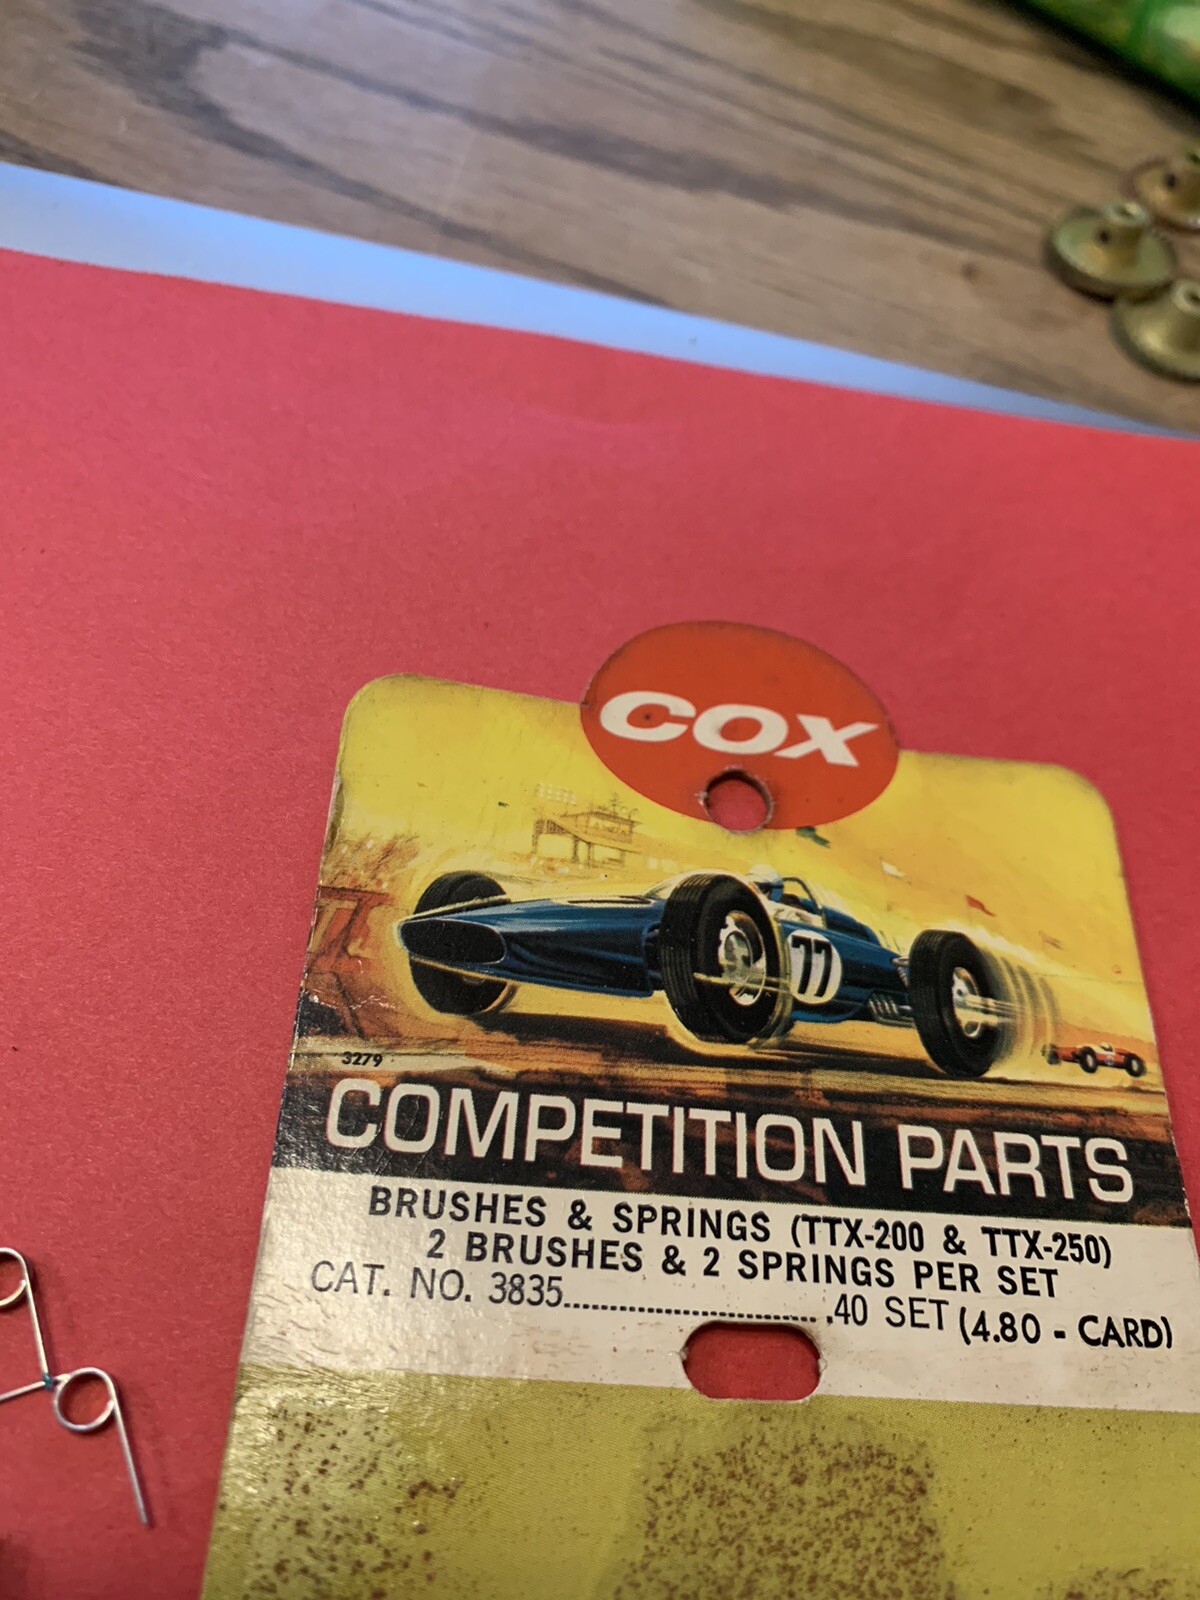 COX
77
3279
COMPETITION PARTS
BRUSHES & SPRINGS (TTX-200 & TTX-250)
2 BRUSHES & 2 SPRINGS PER SET
CAT. NO. 3835........................... .40 SET (4.80 - CARD)